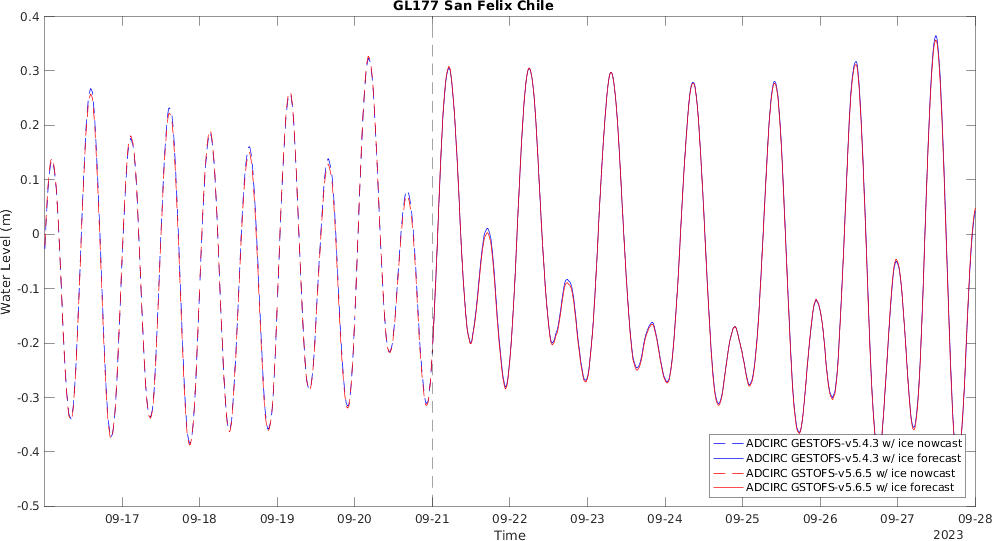 GL177 San Felix Chile
0.4
0.3
0.2
0.1
0
-0.1
-0.2
-0.3
-0.4
-0.5
Water Level (m)
ADCIRC GESTOFS-v5.4.3 w/ ice nowcast
ADCIRC GESTOFS-v5.4.3 w/ ice forecast
ADCIRC GSTOFS-v5.6.5 w/ ice nowcast
ADCIRC GSTOFS-v5.6.5 w/ ice forecast
09-17 09-18 09-19 09-20 09-21 09-22 09-23 09-24 09-25 09-26 09-27 09-28
Time
2023